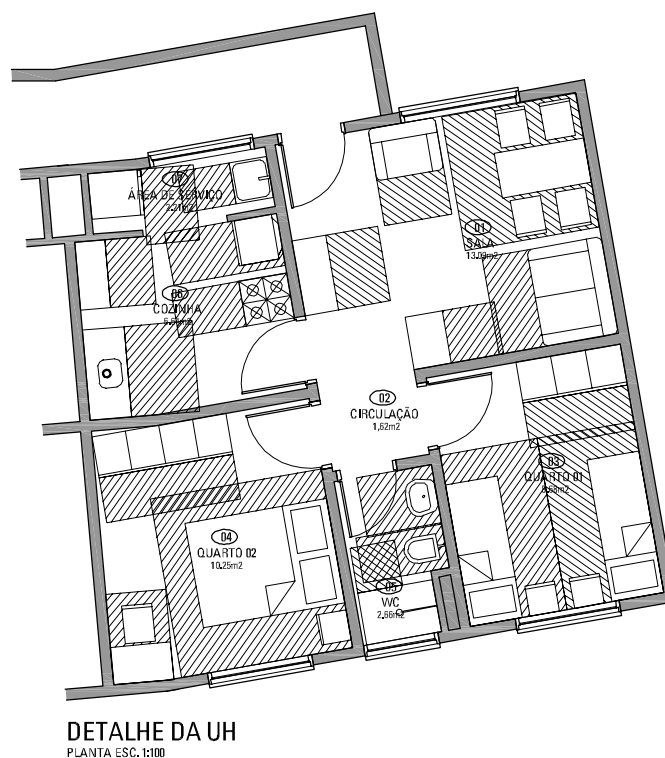 07
ÁREA DE SERVIÇO
01
SALA
06
COZINHA
02
CIRCULAÇÃO
1,62m2
03
QUARTO 01
04
QUARTO 02
10.25m2
05
WC
2.66m2
DETALHE DA UH
PLANTA ESC. 1:100